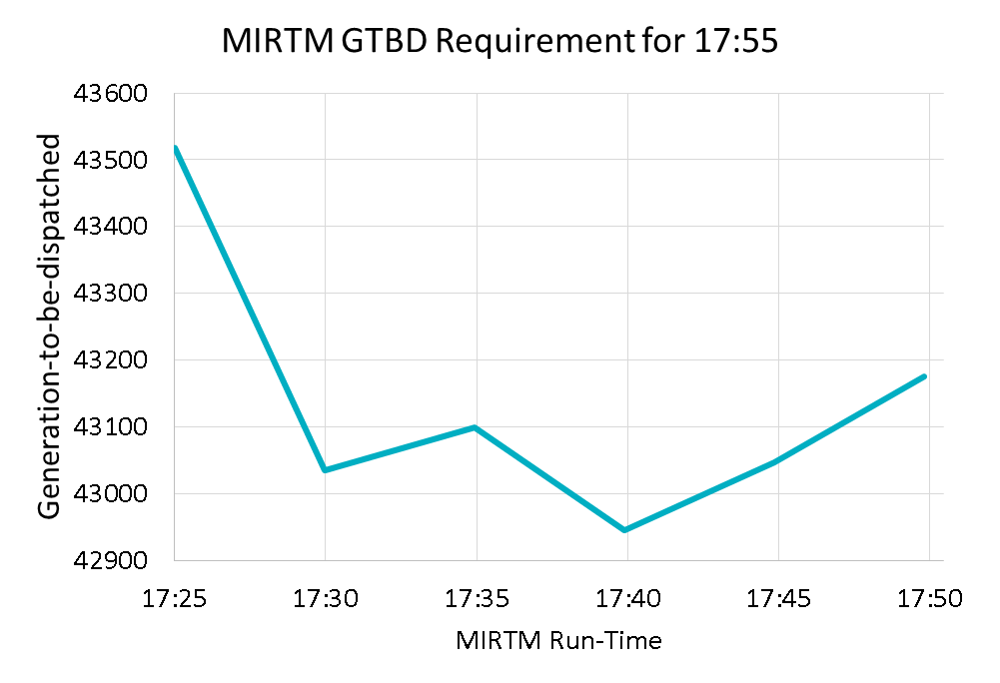 MIRTM GTBD Requirement for 17:55
Generation-to-be-dispatched
43600
43500
43400
43300
43200
43100
43000
42900
17:25 17:30 17:35 17:40 17:45 17:50
MIRTM Run-Time